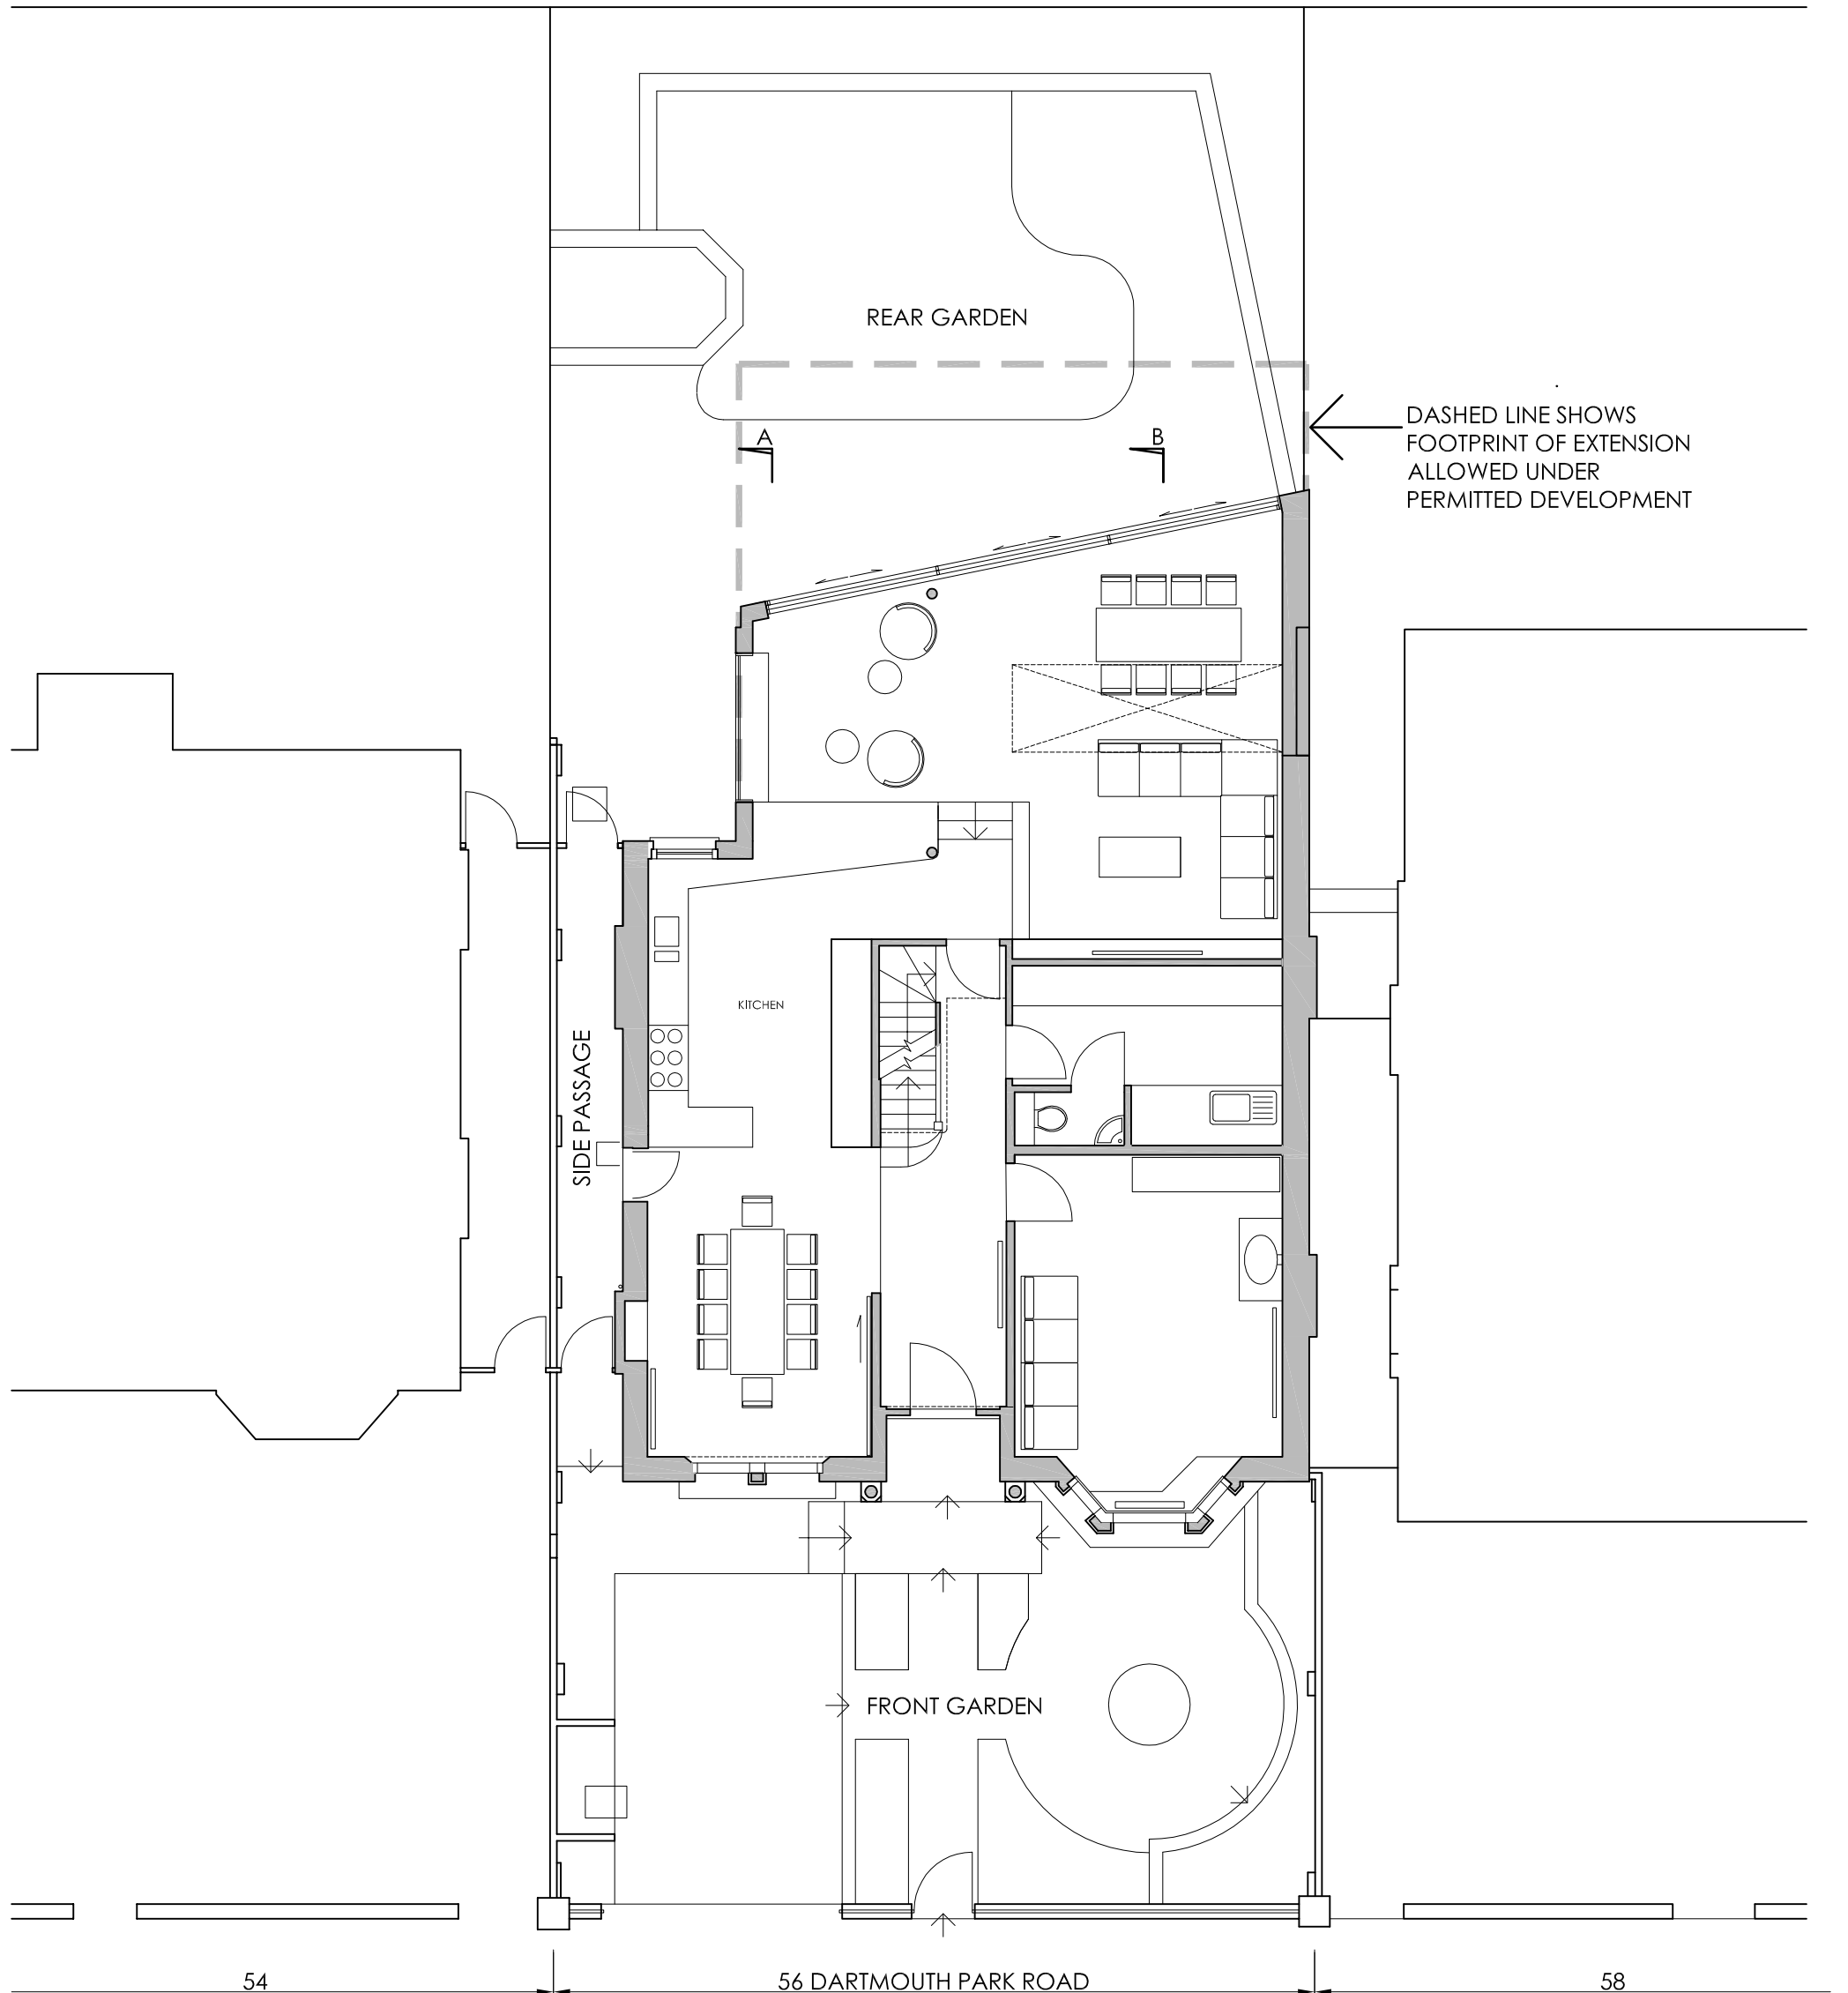 REAR GARDEN
DASHED LINE SHOWS
FOOTPRINT OF EXTENSION
ALLOWED UNDER
PERMITTED DEVELOPMENT
A
B
KITCHEN
SIDE PASSAGE
FRONT GARDEN
54
56 DARTMOUTH PARK ROAD
58